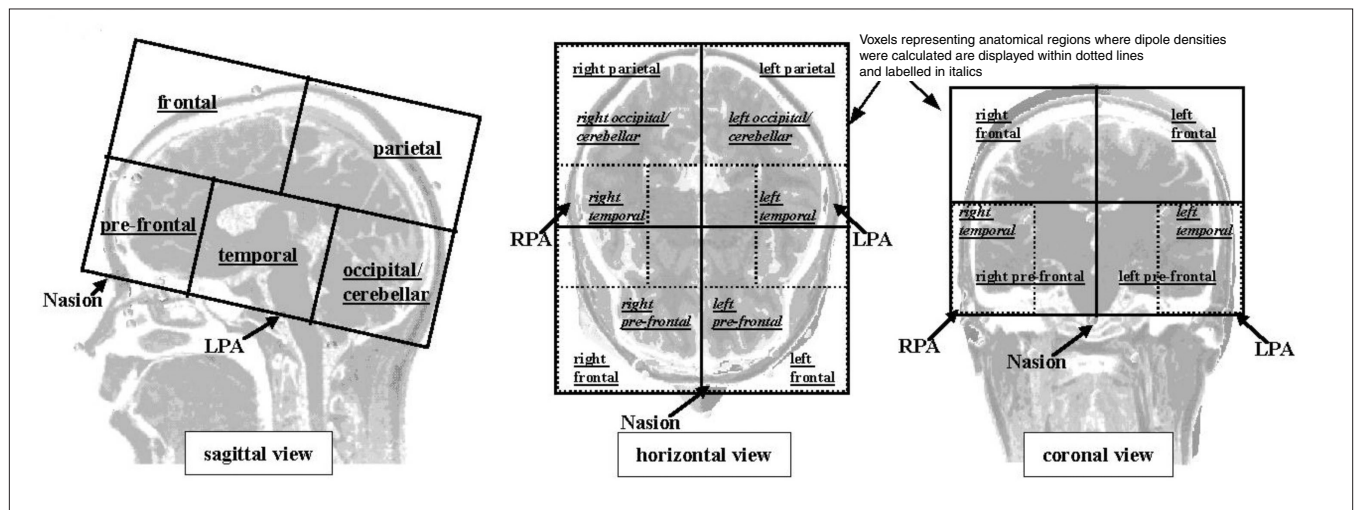 frontal
parietal
pre-frontal
temporal
occipital/
cerebellar
Nasion
LPA
sagittal view
right parietal
left parietal
right occipital/
cerebellar
left occipital/
cerebellar
right
temporal
left
temporal
RPA
LPA
right
pre-frontal
left
pre-frontal
right
frontal
left
frontal
Nasion
horizontal view
Voxels representing anatomical regions where dipole densities
were calculated are displayed within dotted lines
and labelled in italics
right
frontal
left
frontal
right
temporal
left
temporal
right pre-frontal
left pre-frontal
RPA
Nasion
LPA
coronal view